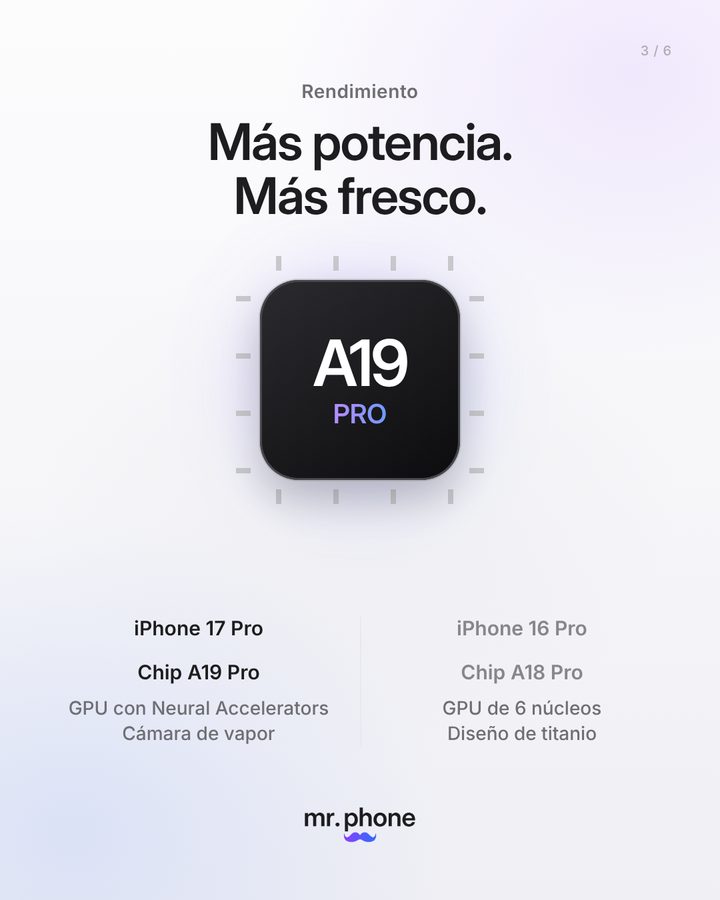 3 / 6
Rendimiento
Más potencia.
Más fresco.
A19
PRO
iPhone 17 Pro
Chip A19 Pro
GPU con Neural Accelerators
Cámara de vapor
iPhone 16 Pro
Chip A18 Pro
GPU de 6 núcleos
Diseño de titanio
mr.phone